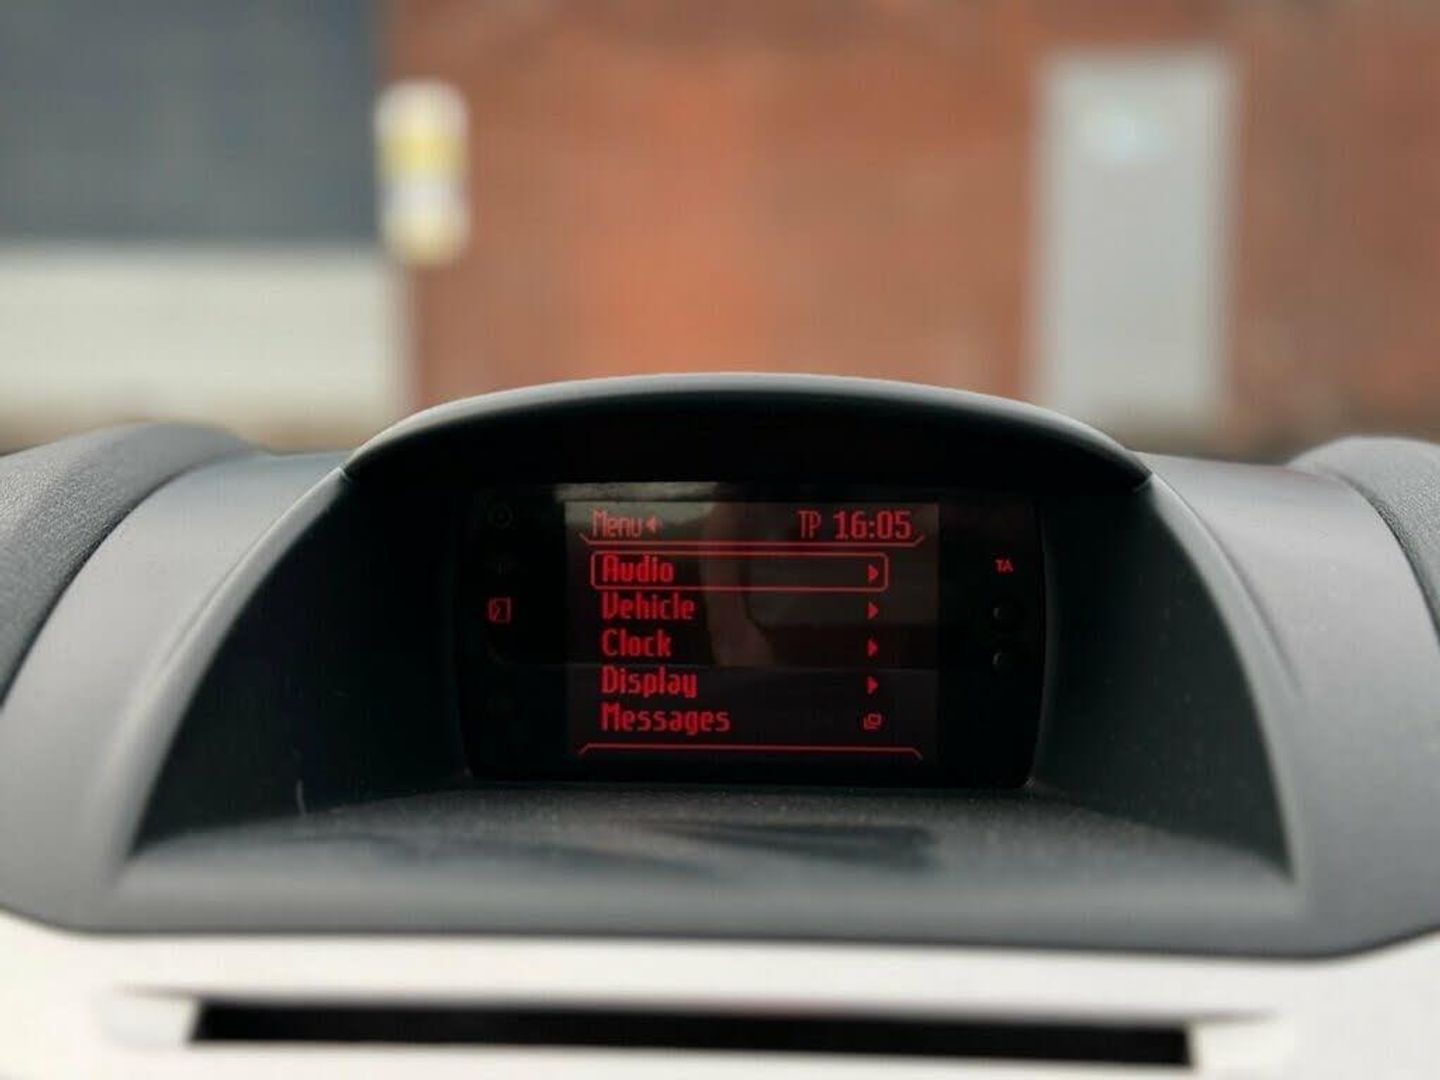 Menu TP 16:05
Audio
TA
Vehicle
Clock
Display
Messages